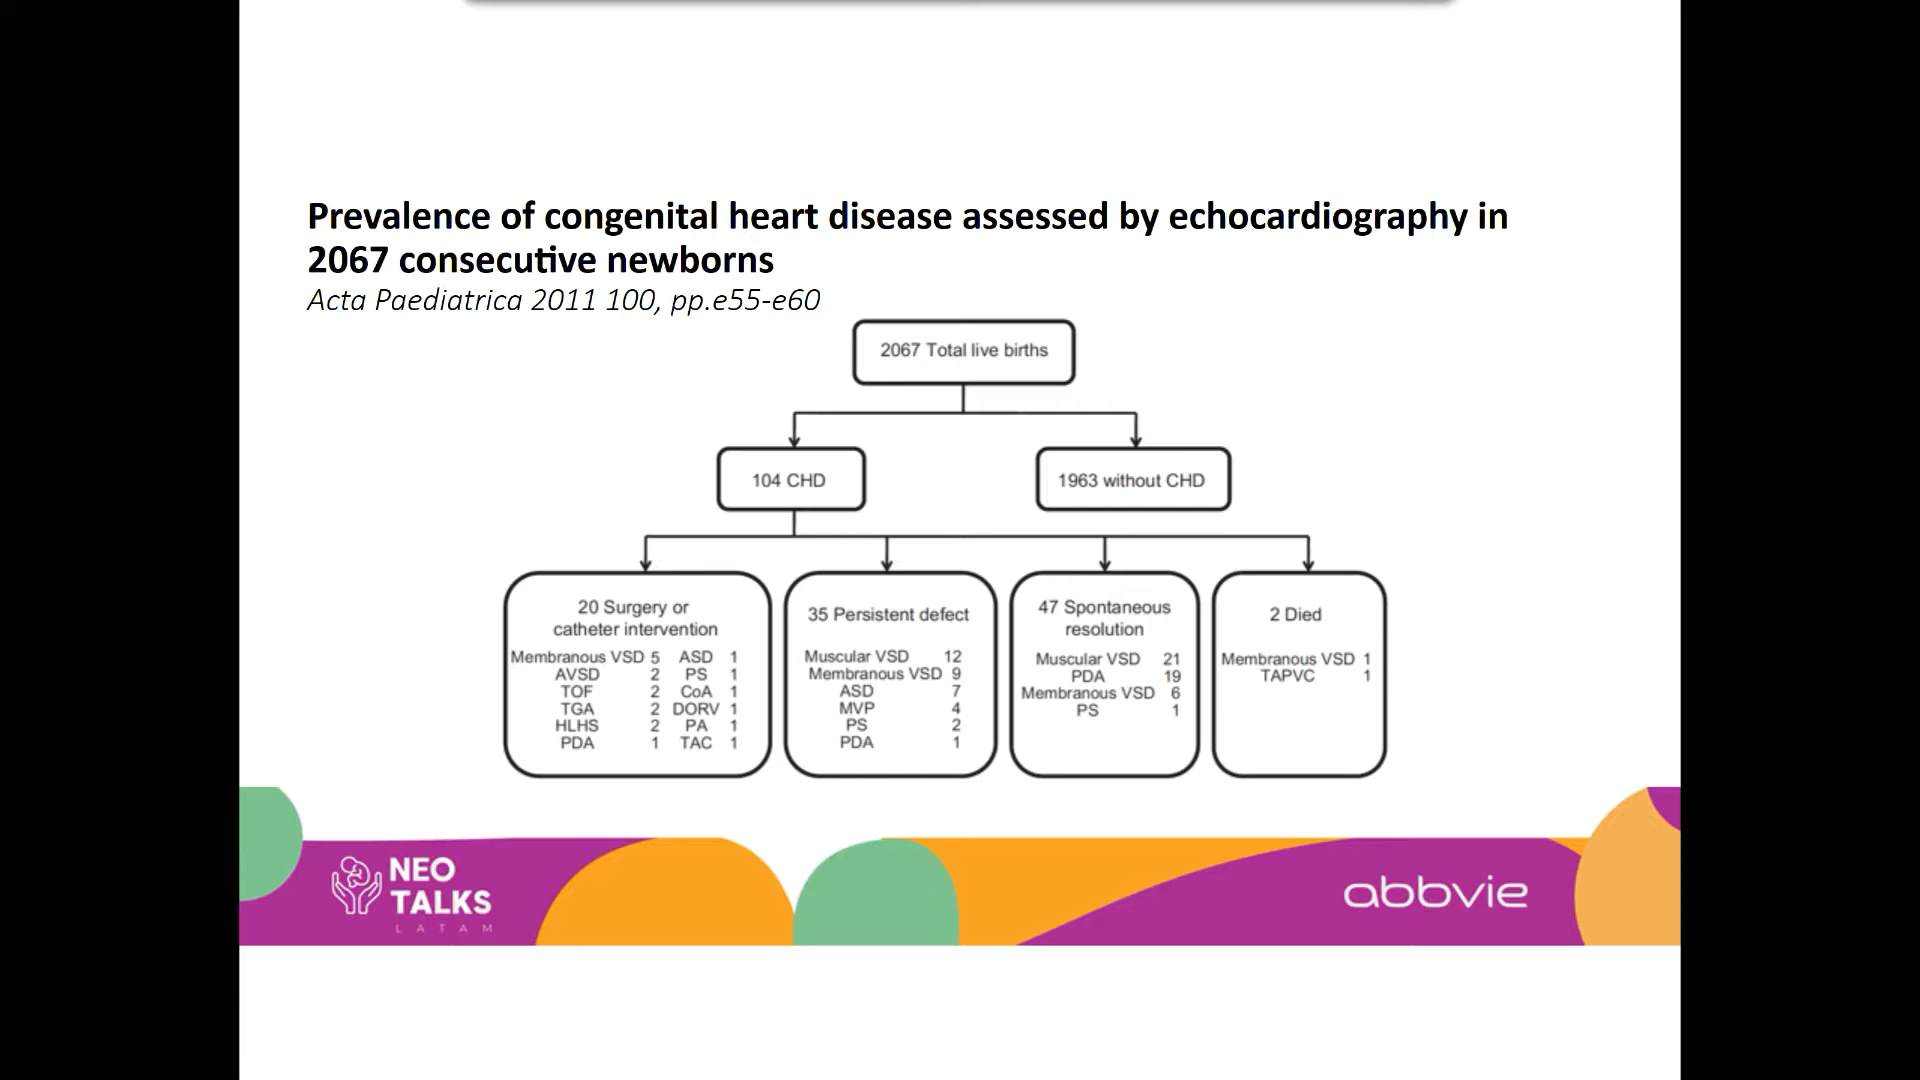 Prevalence of congenital heart disease assessed by echocardiography in
2067 consecutive newborns
Acta Paediatrica 2011 100, pp.e55-e60
2067 Total live births
104 CHD
1963 without CHD
20 Surgery or
catheter intervention
Membranous VSD 5 ASD 1
AVSD 2 PS 1
TOF 2 CoA 1
TGA 2 DORV 1
HLHS 2 PA 1
PDA 1 TAC 1
35 Persistent defect
Muscular VSD 12
Membranous VSD 9
ASD 7
MVP 4
PS 2
PDA 1
47 Spontaneous
resolution
Muscular VSD 21
PDA 19
Membranous VSD 6
PS 1
2 Died
Membranous VSD 1
TAPVC 1
NEO
TALKS
LATAM
abbvie